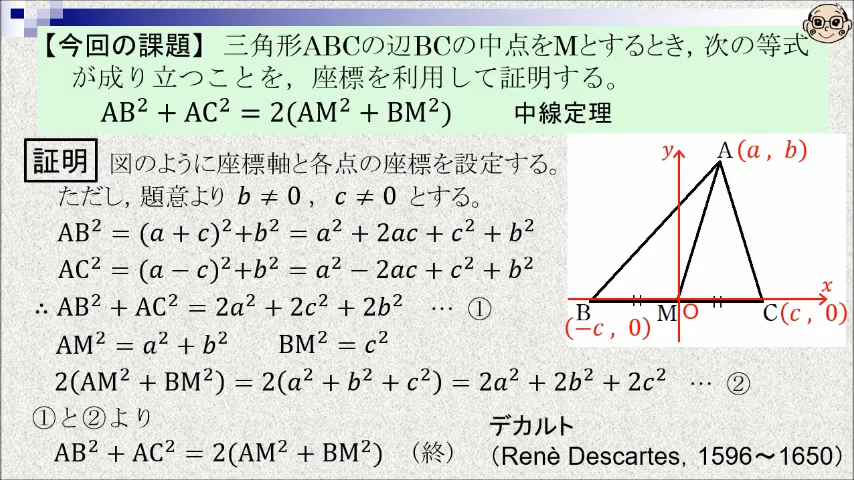 【今回の課題】 三角形ABCの辺BCの中点をMとするとき, 次の等式
が成り立つことを, 座標を利用して証明する。
AB² + AC² = 2(AM² + BM²) 中線定理
証明 図のように座標軸と各点の座標を設定する。
ただし, 題意より b ≠ 0 , c ≠ 0 とする。
AB² = (a + c)²+b² = a² + 2ac + c² + b²
AC² = (a − c)²+b² = a² − 2ac + c² + b²
∴ AB² + AC² = 2a² + 2c² + 2b² … ①
AM² = a² + b² BM² = c²
2(AM² + BM²) = 2(a² + b² + c²) = 2a² + 2b² + 2c² … ②
①と②より
AB² + AC² = 2(AM² + BM²) (終)
y A(a , b)
x
B M O C(c , 0)
(−c , 0)
デカルト
(Renè Descartes, 1596〜1650)